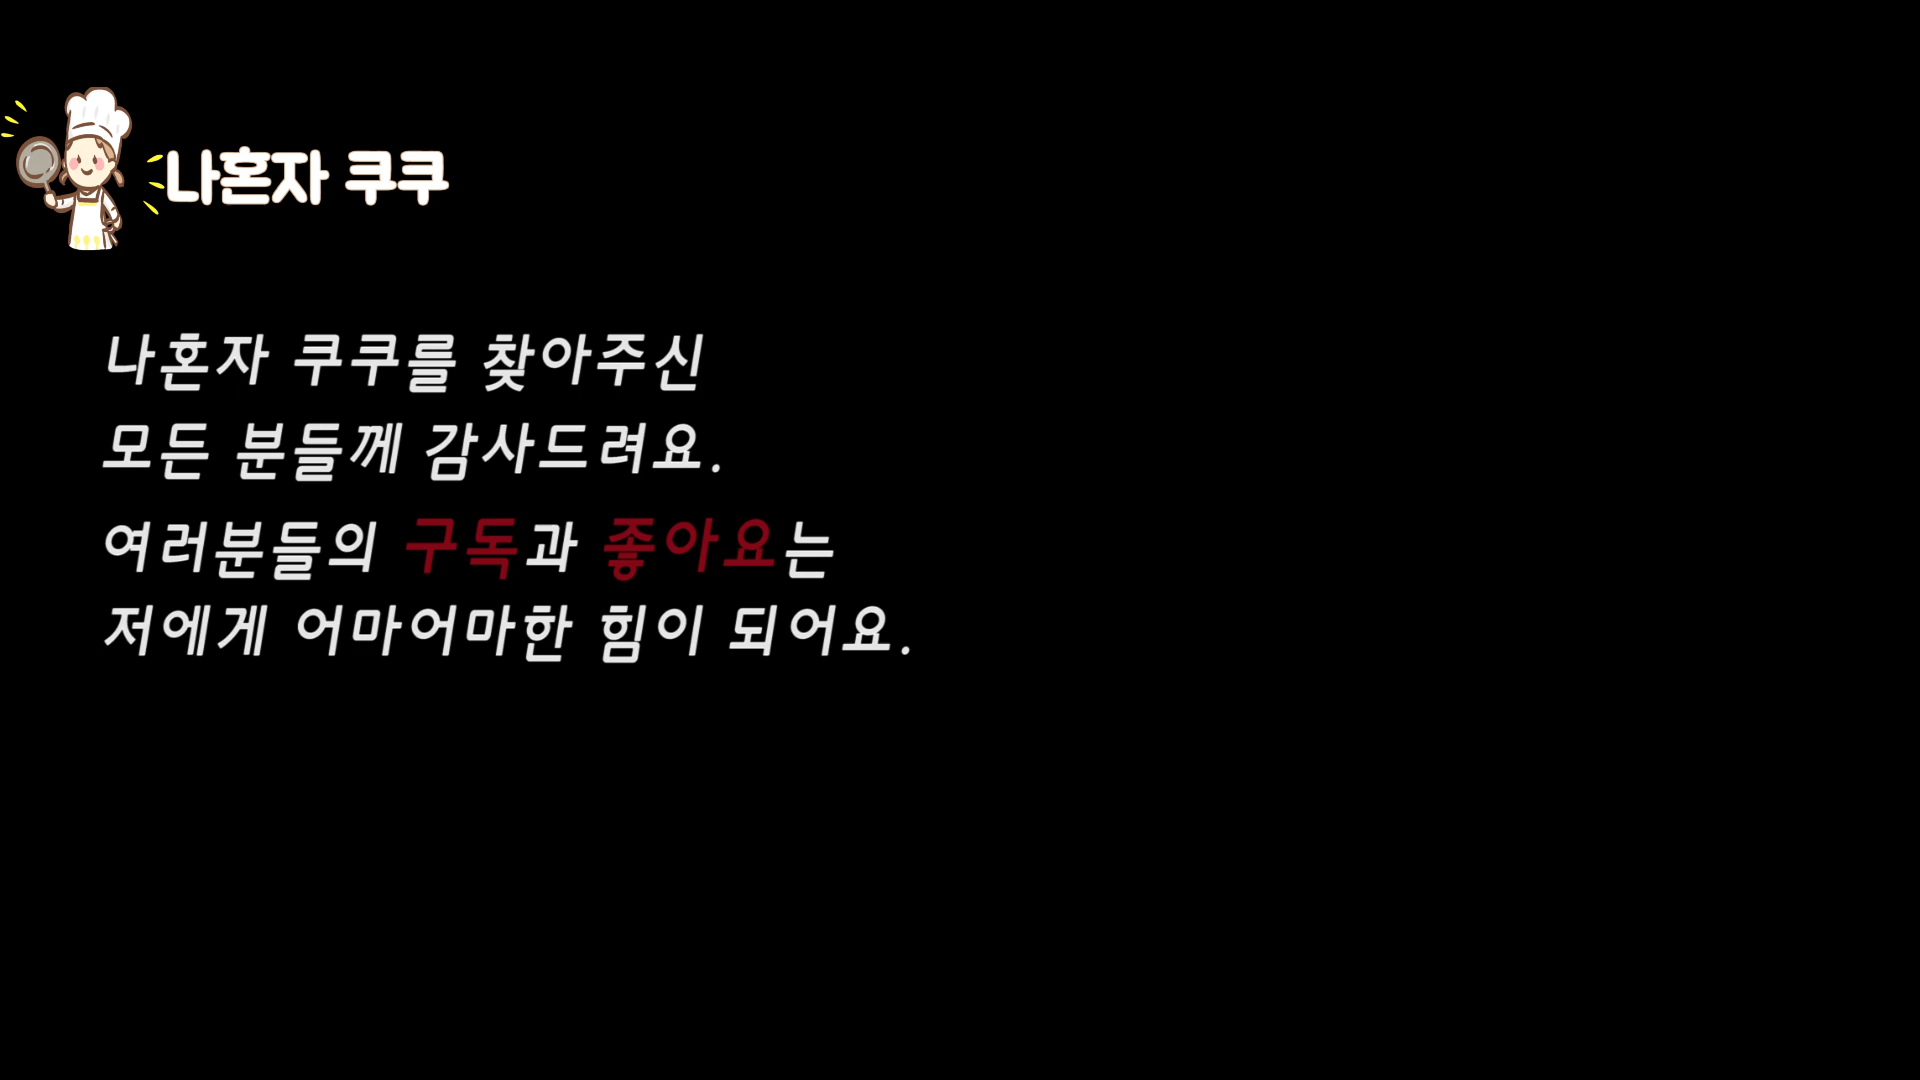 나혼자 쿠쿠
나혼자 쿠쿠를 찾아주신
모든 분들께 감사드려요.
여러분들의 구독과 좋아요는
저에게 어마어마한 힘이 되어요.